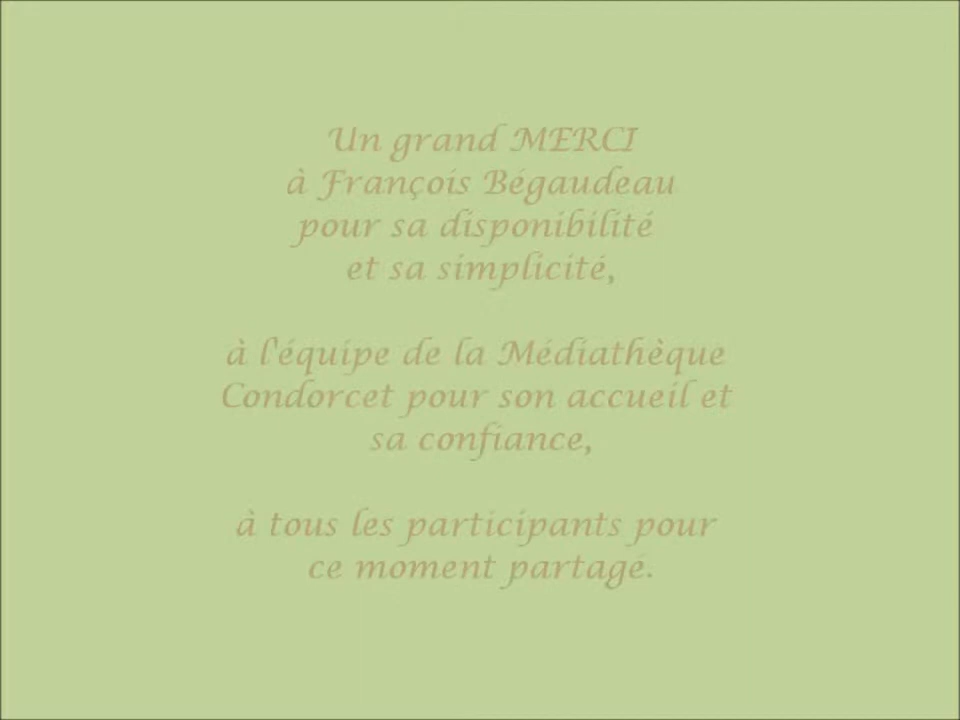 Un grand MERCI
à François Bégaudeau
pour sa disponibilité
et sa simplicité,
à l'équipe de la Médiathèque
Condorcet pour son accueil et
sa confiance,
à tous les participants pour
ce moment partagé.